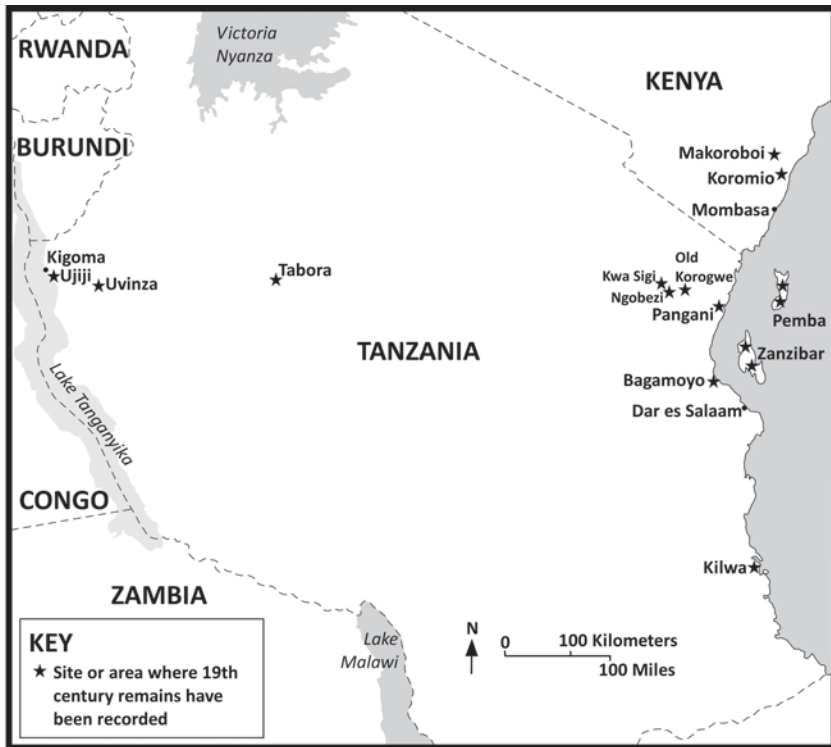 RWANDA
Victoria
Nyanza
KENYA
BURUNDI
Makoroboi
Koromio
Mombasa
Kigoma
Ujiji
Uvinza
Tabora
Old
Korogwe
Kwa Sigi
Ngobezi
Pangani
Pemba
TANZANIA
Zanzibar
Bagamoyo
Dar es Salaam
Lake Tanganyika
CONGO
Kilwa
ZAMBIA
KEY
Site or area where 19th
century remains have
been recorded
Lake
Malawi
N
0 100 Kilometers
100 Miles